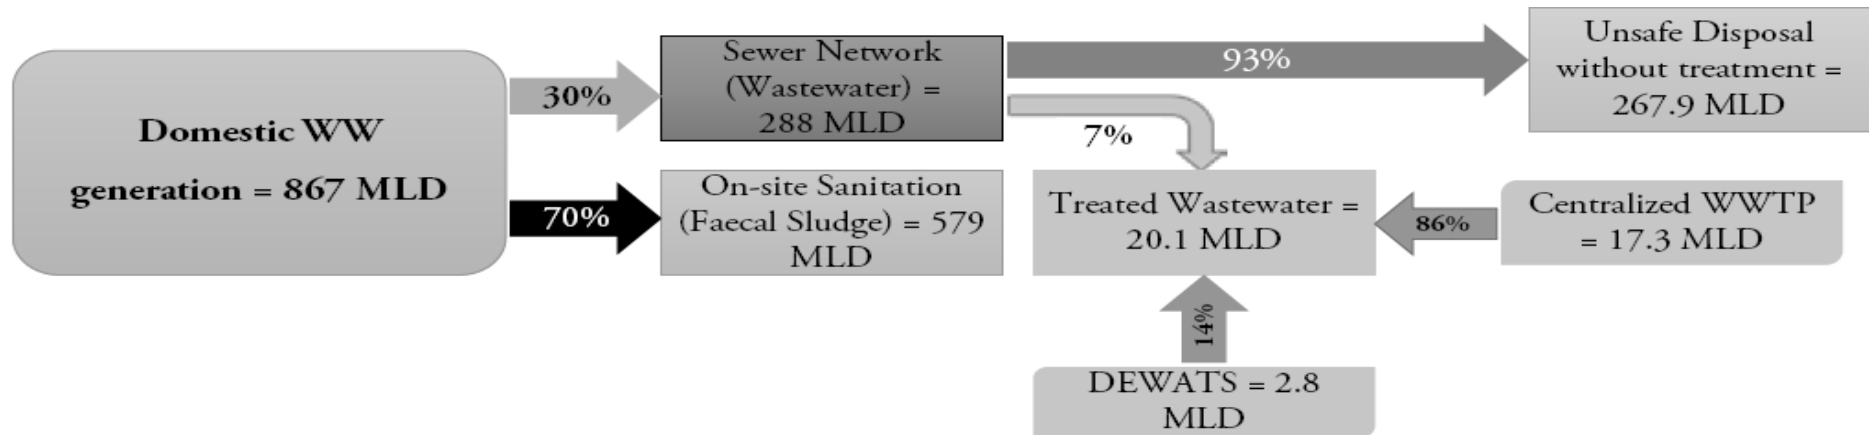 Domestic WW
generation = 867 MLD
30%
70%
Sewer Network
(Wastewater) =
288 MLD
On-site Sanitation
(Faecal Sludge) = 579
MLD
93%
7%
Unsafe Disposal
without treatment =
267.9 MLD
Treated Wastewater =
20.1 MLD
86%
Centralized WWTP
= 17.3 MLD
14%
DEWATS = 2.8
MLD